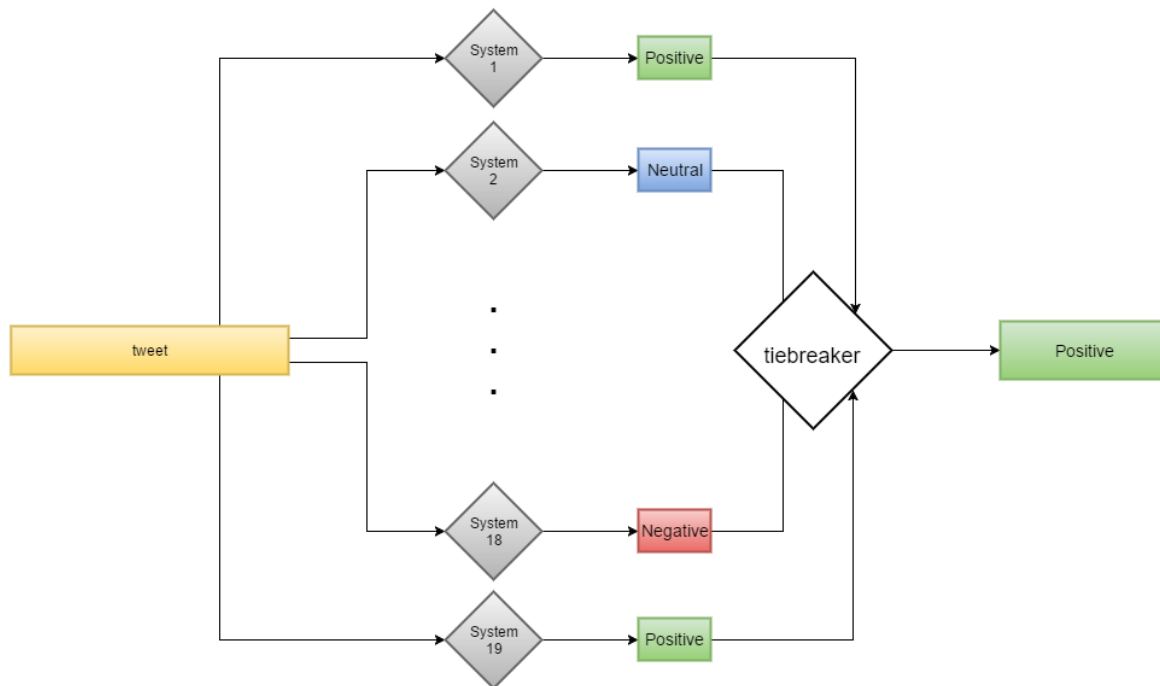 System
1
Positive
System
2
Neutral
tweet
tiebreaker
Positive
System
18
Negative
System
19
Positive